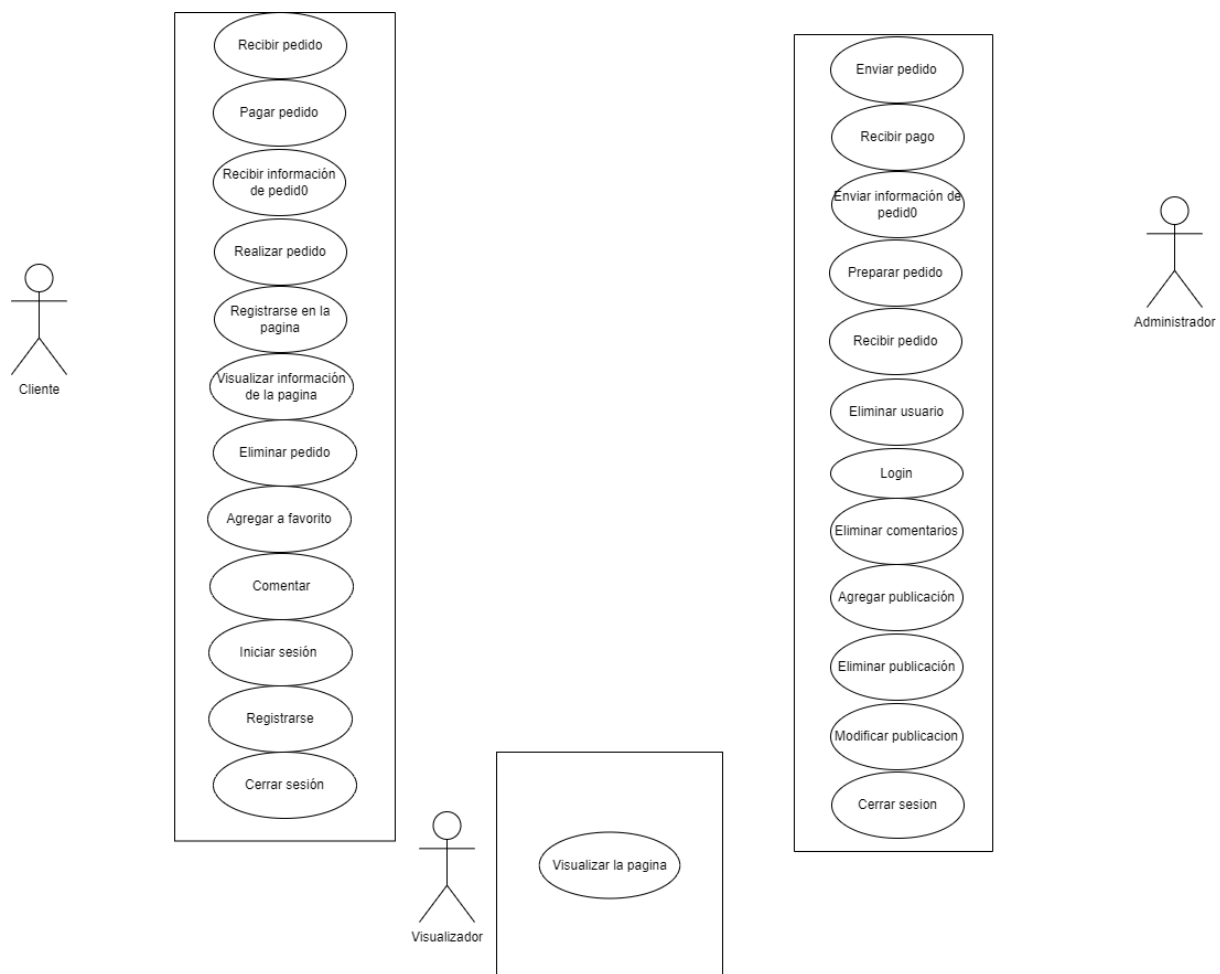 Recibir pedido
Pagar pedido
Recibir información
de pedid0
Realizar pedido
Registrarse en la
pagina
Visualizar información
de la pagina
Eliminar pedido
Agregar a favorito
Comentar
Iniciar sesión
Registrarse
Cerrar sesión
Cliente
Visualizador
Visualizar la pagina
Enviar pedido
Recibir pago
Enviar información de
pedid0
Preparar pedido
Recibir pedido
Eliminar usuario
Login
Eliminar comentarios
Agregar publicación
Eliminar publicación
Modificar publicacion
Cerrar sesion
Administrador